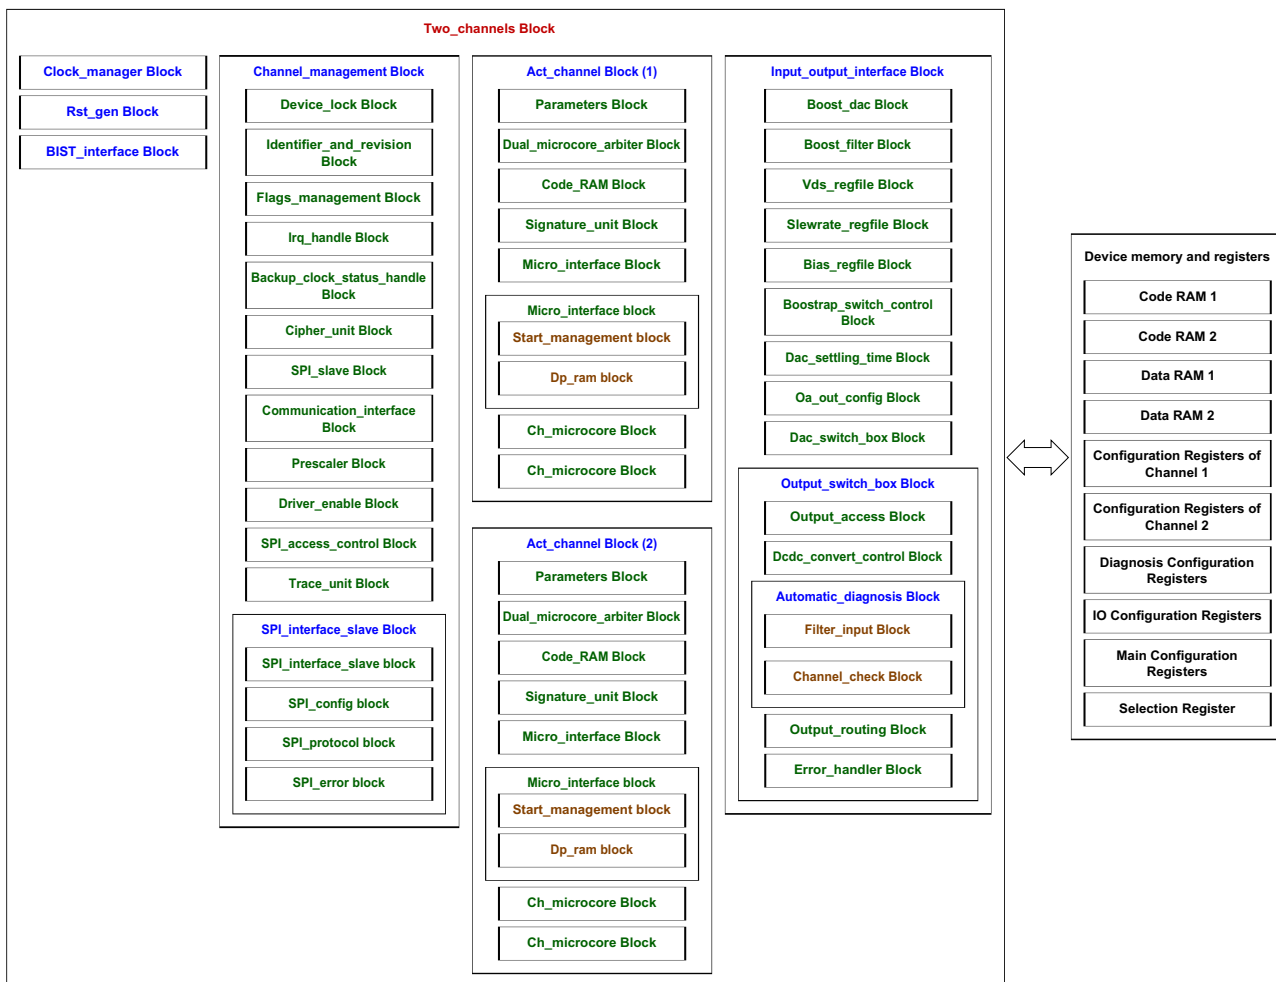 Two_channels Block
Clock_manager Block
Rst_gen Block
BIST_interface Block
Channel_management Block
Device_lock Block
Identifier_and_revision
Block
Flags_management Block
Irq_handle Block
Backup_clock_status_handle
Block
Cipher_unit Block
SPI_slave Block
Communication_interface
Block
Prescaler Block
Driver_enable Block
SPI_access_control Block
Trace_unit Block
SPI_interface_slave Block
SPI_interface_slave block
SPI_config block
SPI_protocol block
SPI_error block
Act_channel Block (1)
Parameters Block
Dual_microcore_arbiter Block
Code_RAM Block
Signature_unit Block
Micro_interface Block
Micro_interface block
Start_management block
Dp_ram block
Ch_microcore Block
Ch_microcore Block
Act_channel Block (2)
Parameters Block
Dual_microcore_arbiter Block
Code_RAM Block
Signature_unit Block
Micro_interface Block
Micro_interface block
Start_management block
Dp_ram block
Ch_microcore Block
Ch_microcore Block
Input_output_interface Block
Boost_dac Block
Boost_filter Block
Vds_regfile Block
Slewrate_regfile Block
Bias_regfile Block
Boostrap_switch_control
Block
Dac_settling_time Block
Oa_out_config Block
Dac_switch_box Block
Output_switch_box Block
Output_access Block
Dcdc_convert_control Block
Automatic_diagnosis Block
Filter_input Block
Channel_check Block
Output_routing Block
Error_handler Block
Device memory and registers
Code RAM 1
Code RAM 2
Data RAM 1
Data RAM 2
Configuration Registers of
Channel 1
Configuration Registers of
Channel 2
Diagnosis Configuration
Registers
IO Configuration Registers
Main Configuration
Registers
Selection Register